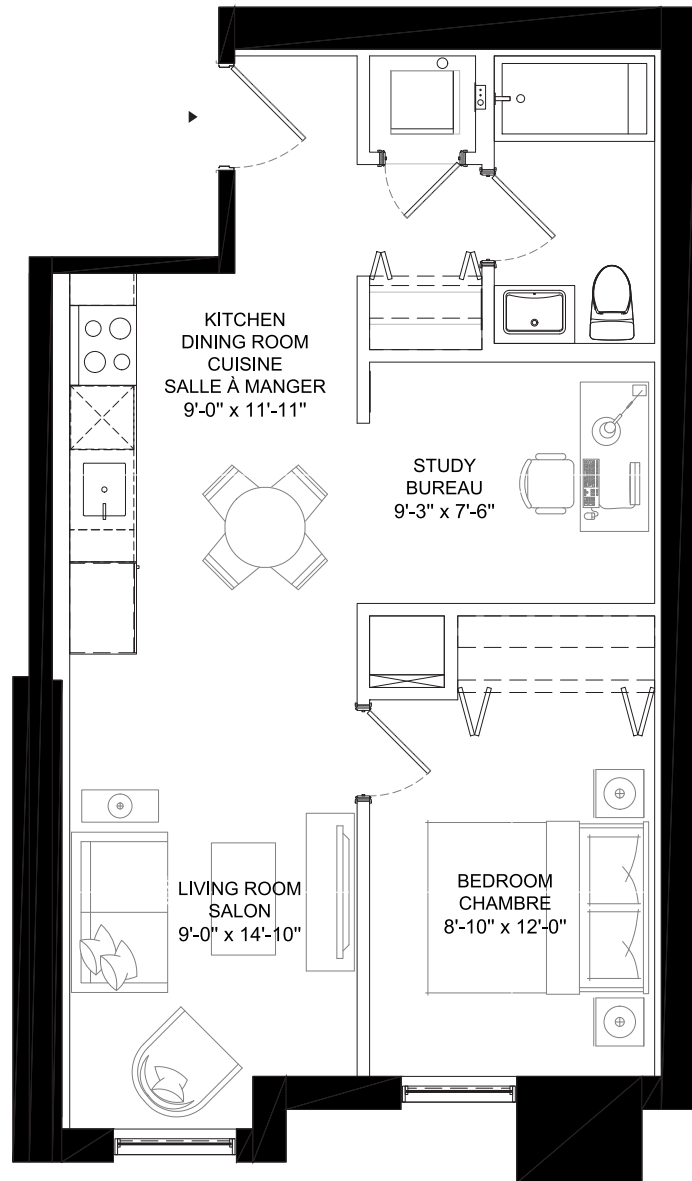 KITCHEN
DINING ROOM
CUISINE
SALLE À MANGER
9'-0" x 11'-11"
STUDY
BUREAU
9'-3" x 7'-6"
LIVING ROOM
SALON
9'-0" x 14'-10"
BEDROOM
CHAMBRE
8'-10" x 12'-0"